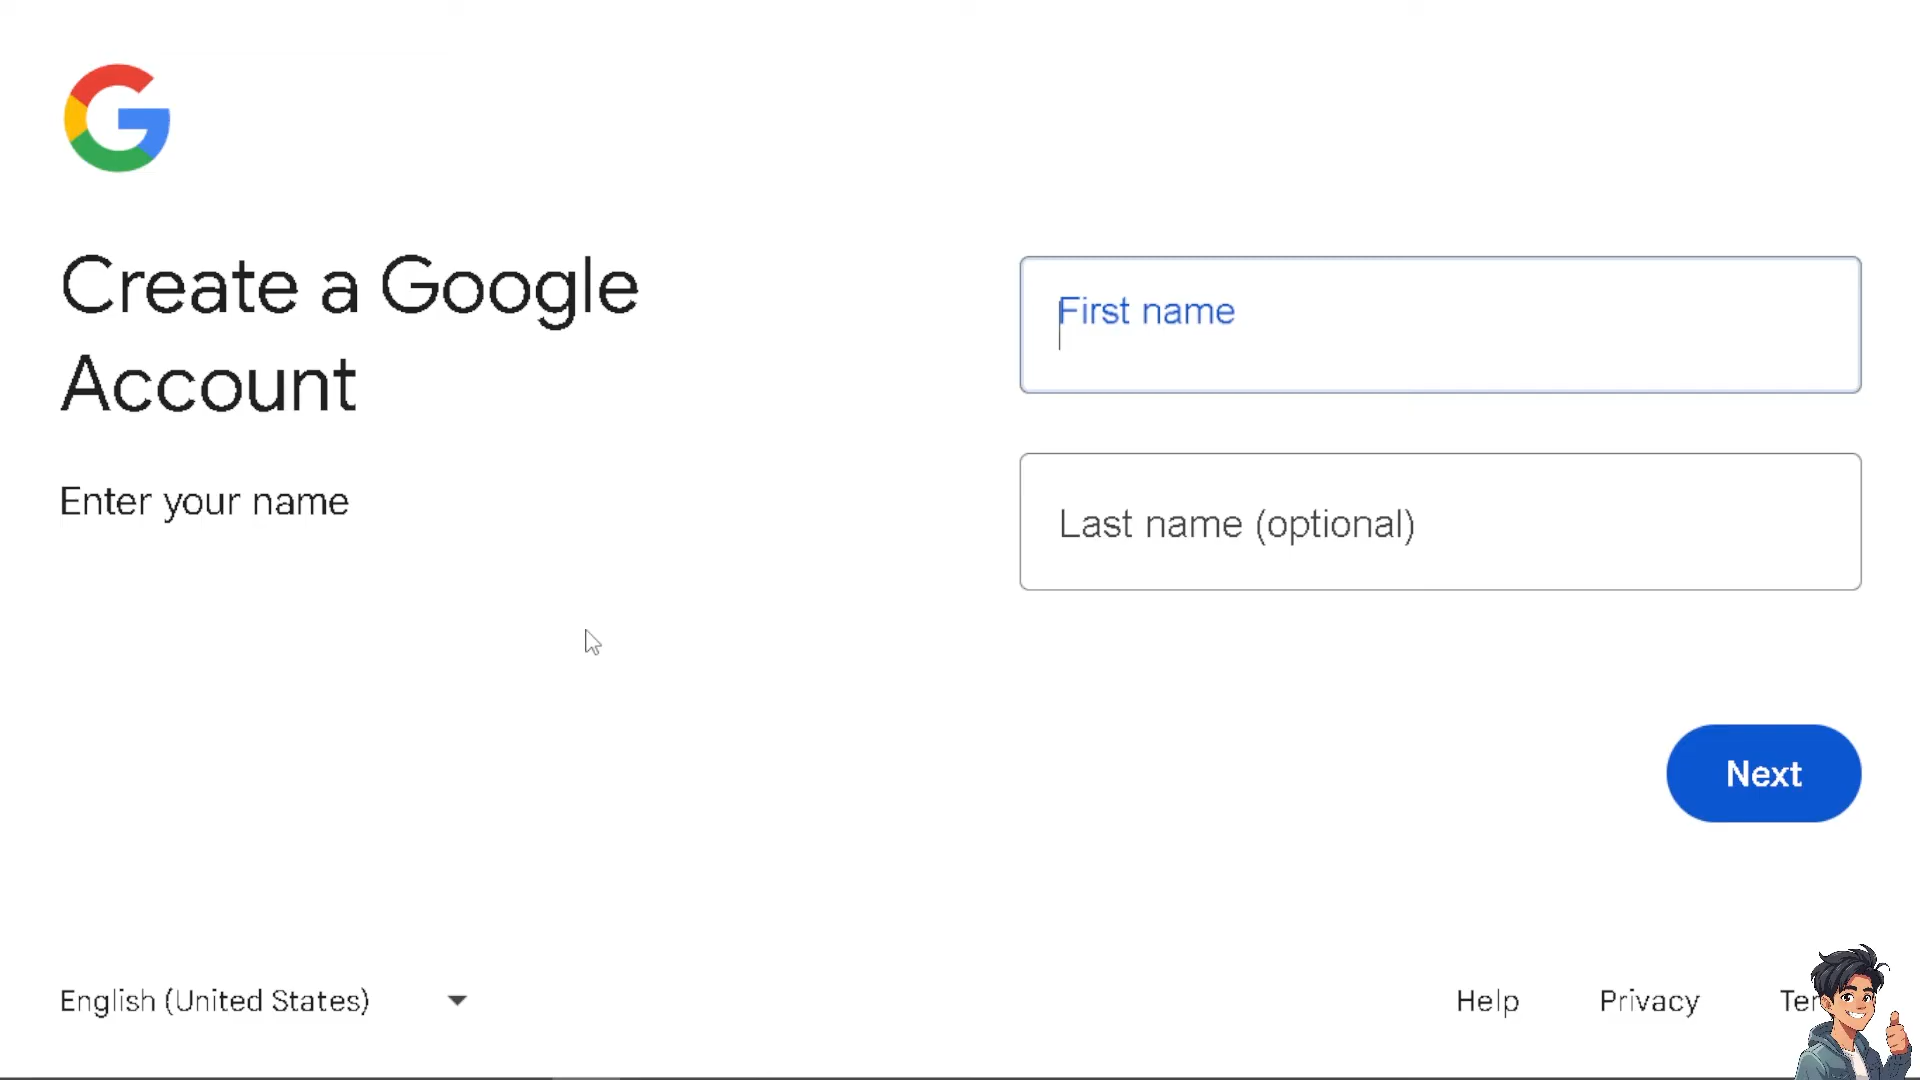 Create a Google
Account
Enter your name
First name
Last name (optional)
Next
English (United States)
Help
Privacy